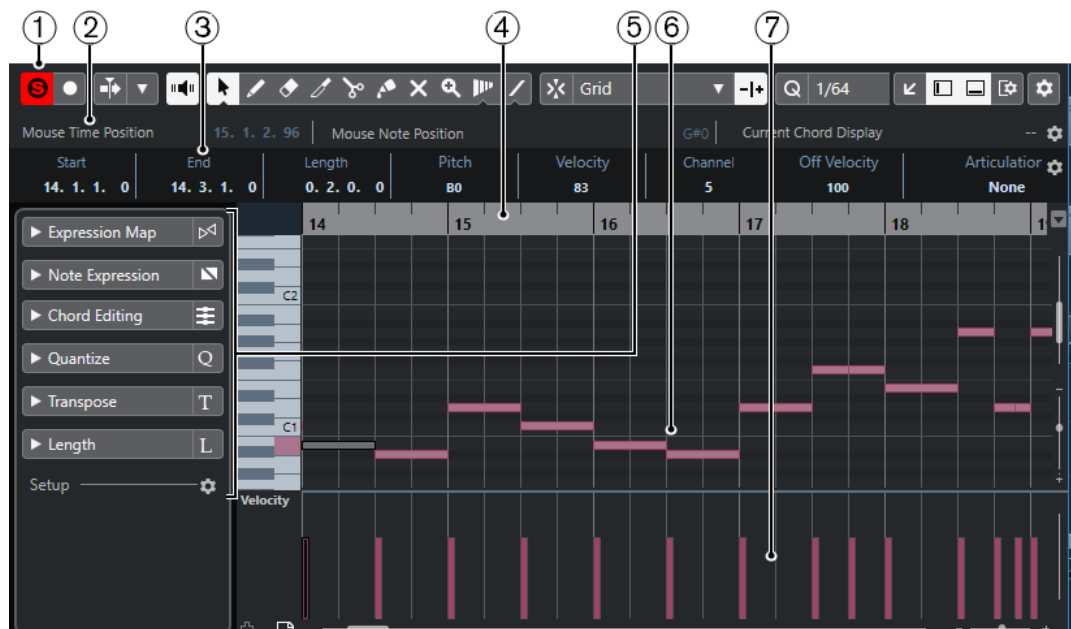 1 2 3 4 5 6 7
S Grid Q 1/64
Mouse Time Position 15. 1. 2. 96 Mouse Note Position G#0 Current Chord Display --
Start End Length Pitch Velocity Channel Off Velocity Articulation
14. 1. 1. 0 14. 3. 1. 0 0. 2. 0. 0 B0 83 5 100 None
14 15 16 17 18 1
Expression Map
Note Expression
C2
Chord Editing
Quantize Q
Transpose T
C1
Length L
Setup
Velocity